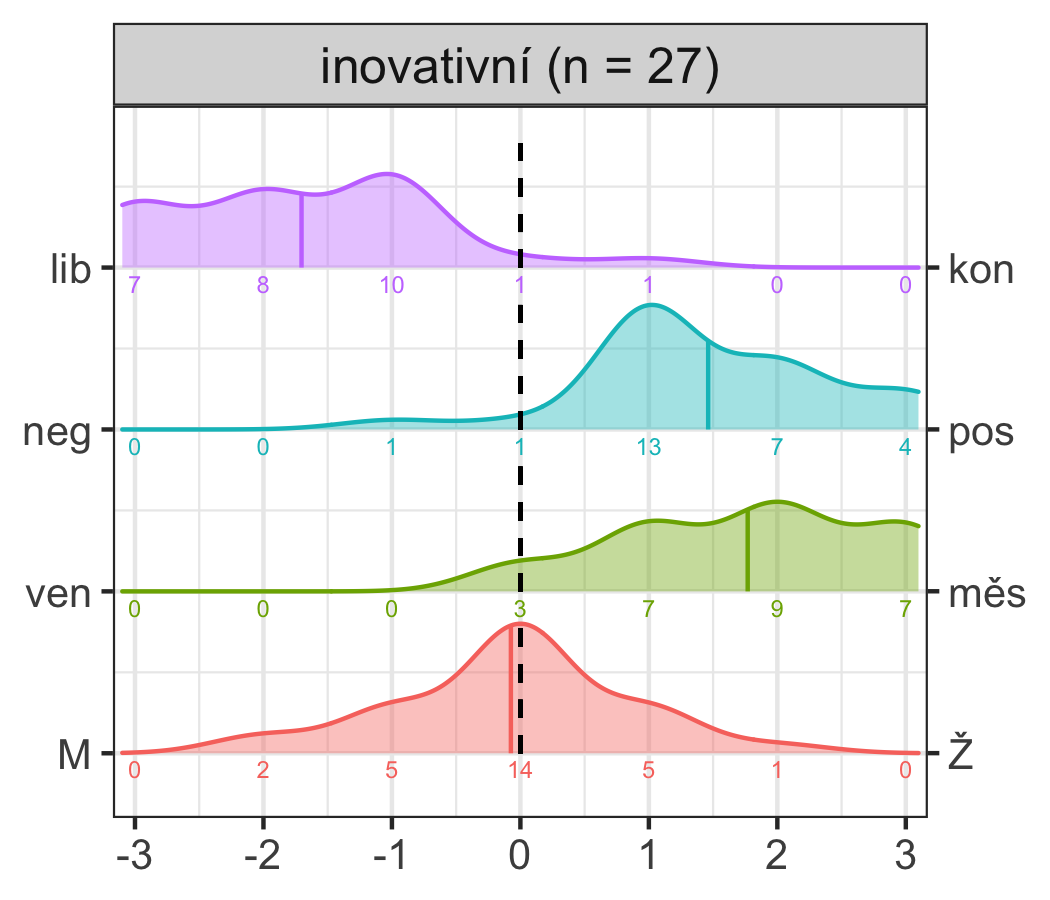 inovativní (n = 27)
lib kon
7 8 10 1 1 0 0
neg pos
0 0 1 1 13 7 4
ven měs
0 0 0 3 7 9 7
M Ž
0 2 5 14 5 1 0
-3 -2 -1 0 1 2 3